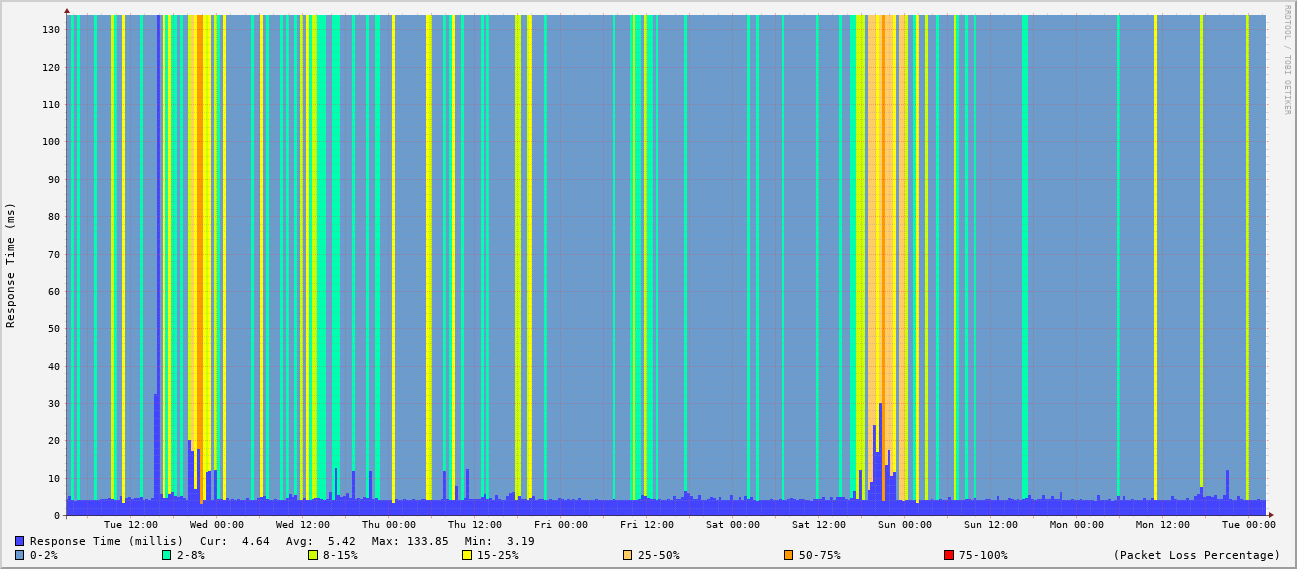 RRDTOOL / TOBI OETIKER
Response Time (ms)
130
120
110
100
90
80
70
60
50
40
30
20
10
0
Tue 12:00 Wed 00:00 Wed 12:00 Thu 00:00 Thu 12:00 Fri 00:00 Fri 12:00 Sat 00:00 Sat 12:00 Sun 00:00 Sun 12:00 Mon 00:00 Mon 12:00 Tue 00:00
Response Time (millis) Cur: 4.64 Avg: 5.42 Max: 133.85 Min: 3.19
0-2% 2-8% 8-15% 15-25% 25-50% 50-75% 75-100% (Packet Loss Percentage)